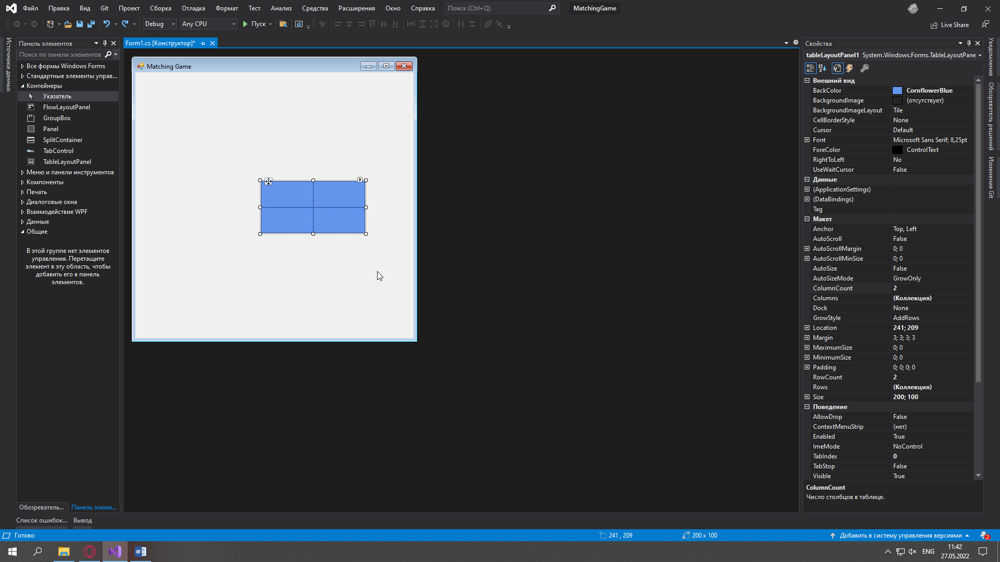 Файл Правка Вид Git Проект Сборка Отладка Формат Тест Анализ Средства Расширения Окно Справка Поиск (Ctrl+Q) MatchingGame
Debug Any CPU Пуск Live Share
Источники данных
Панель элементов
Поиск по панели элементов
Все формы Windows Forms
Стандартные элементы управ...
Контейнеры
Указатель
FlowLayoutPanel
GroupBox
Panel
SplitContainer
TabControl
TableLayoutPanel
Меню и панели инструментов
Компоненты
Печать
Диалоговые окна
Взаимодействие WPF
Данные
Общие
В этой группе нет элементов
управления. Перетащите
элемент в эту область, чтобы
добавить его в панель
элементов.
Обозреватель... Панель элеме...
Form1.cs [Конструктор]*
Matching Game
Свойства
tableLayoutPanel1 System.Windows.Forms.TableLayoutPane
Внешний вид
BackColor CornflowerBlue
BackgroundImage (отсутствует)
BackgroundImageLayout Tile
CellBorderStyle None
Cursor Default
Font Microsoft Sans Serif; 8,25pt
ForeColor ControlText
RightToLeft No
UseWaitCursor False
Данные
(ApplicationSettings)
(DataBindings)
Tag
Макет
Anchor Top, Left
AutoScroll False
AutoScrollMargin 0; 0
AutoScrollMinSize 0; 0
AutoSize False
AutoSizeMode GrowOnly
ColumnCount 2
Columns (Коллекция)
Dock None
GrowStyle AddRows
Location 241; 209
Margin 3; 3; 3; 3
MaximumSize 0; 0
MinimumSize 0; 0
Padding 0; 0; 0; 0
RowCount 2
Rows (Коллекция)
Size 200; 100
Поведение
AllowDrop False
ContextMenuStrip (нет)
Enabled True
ImeMode NoControl
TabIndex 0
TabStop False
Visible True
ColumnCount
Число столбцов в таблице.
Уведомления
Обозреватель решений
Изменения Git
Список ошибок... Вывод
Готово 241 , 209 200 x 100 Добавить в систему управления версиями 2
ENG 11:42
27.05.2022